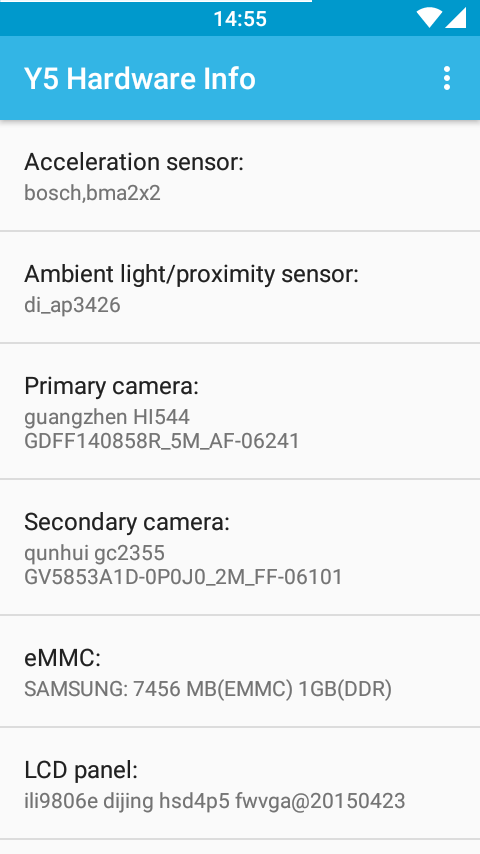 14:55
Y5 Hardware Info
Acceleration sensor:
bosch,bma2x2
Ambient light/proximity sensor:
di_ap3426
Primary camera:
guangzhen HI544
GDFF140858R_5M_AF-06241
Secondary camera:
qunhui gc2355
GV5853A1D-0P0J0_2M_FF-06101
eMMC:
SAMSUNG: 7456 MB(EMMC) 1GB(DDR)
LCD panel:
ili9806e dijing hsd4p5 fwvga@20150423